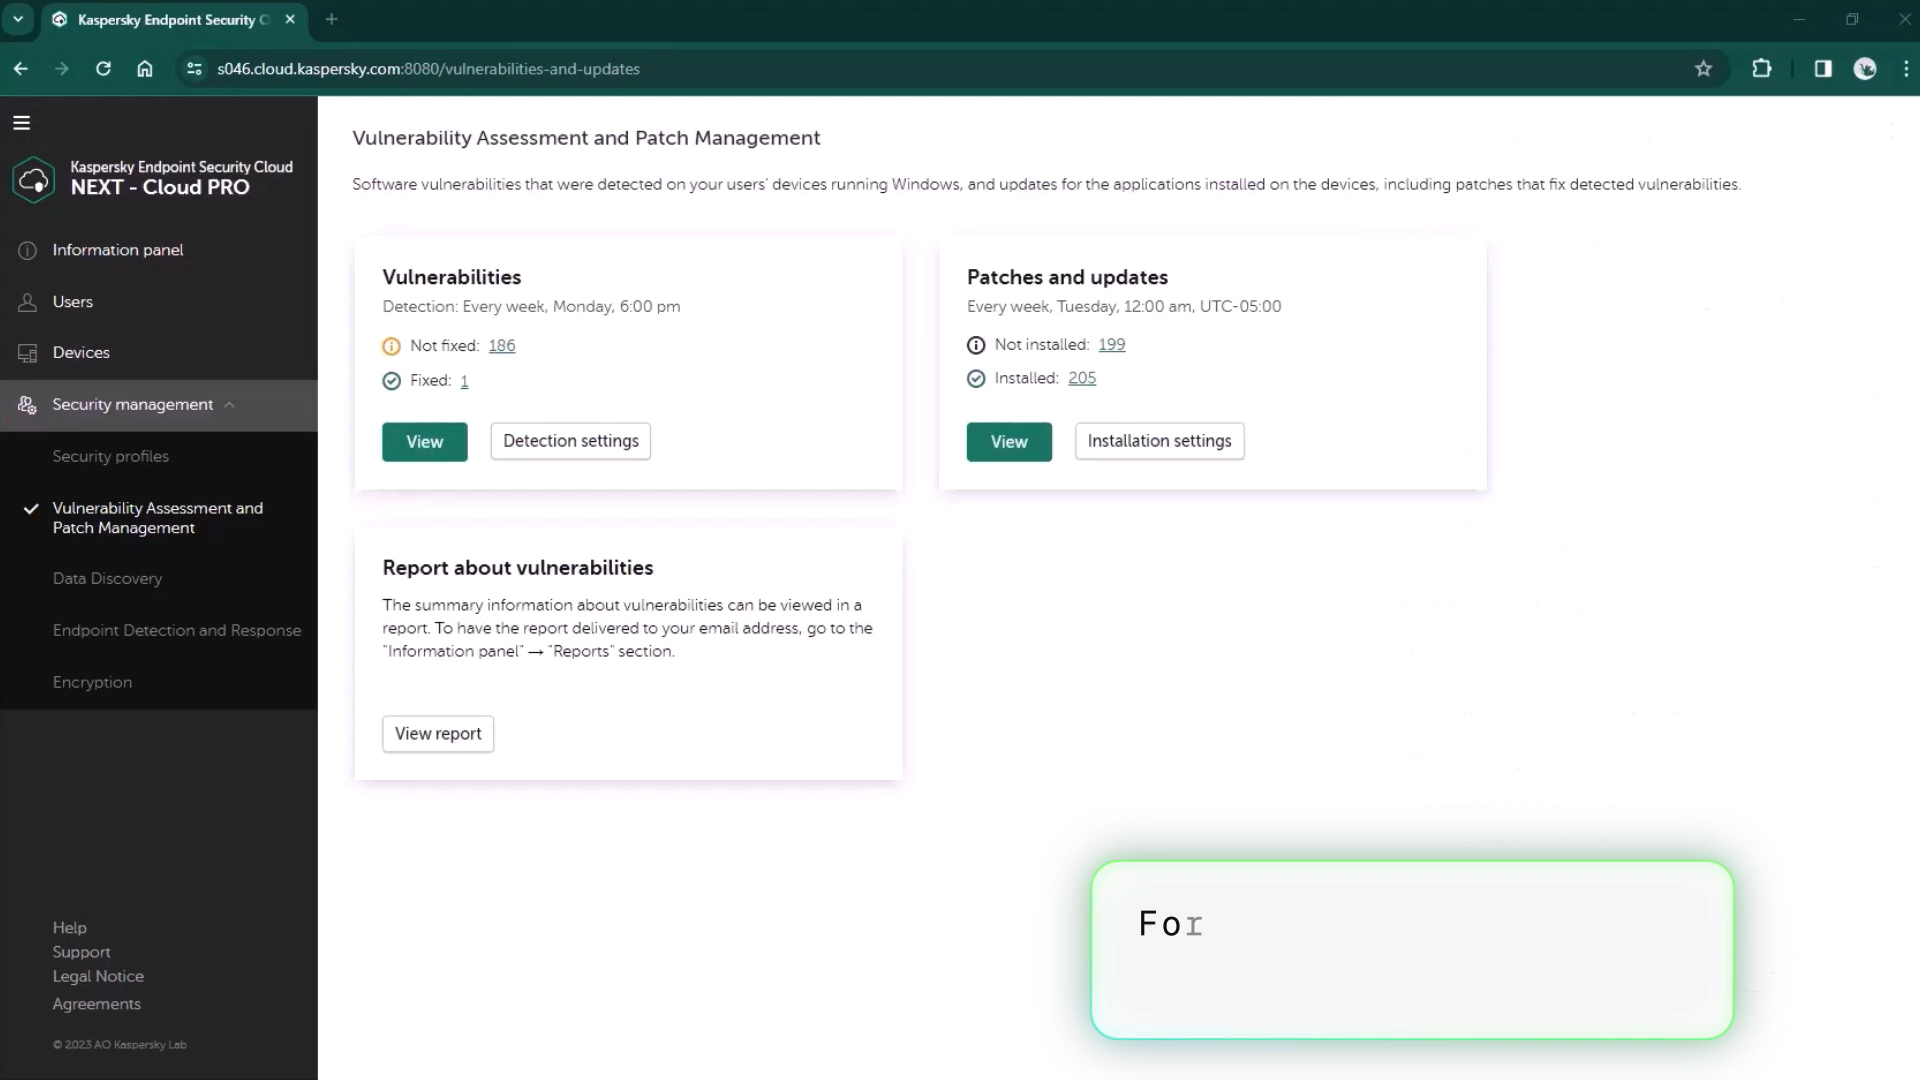 Kaspersky Endpoint Security C
s046.cloud.kaspersky.com:8080/vulnerabilities-and-updates
Kaspersky Endpoint Security Cloud
NEXT - Cloud PRO
Information panel
Users
Devices
Security management
Security profiles
Vulnerability Assessment and
Patch Management
Data Discovery
Endpoint Detection and Response
Encryption
Help
Support
Legal Notice
Agreements
© 2023 AO Kaspersky Lab
Vulnerability Assessment and Patch Management
Software vulnerabilities that were detected on your users' devices running Windows, and updates for the applications installed on the devices, including patches that fix detected vulnerabilities.
Vulnerabilities
Detection: Every week, Monday, 6:00 pm
Not fixed: 186
Fixed: 1
View
Detection settings
Patches and updates
Every week, Tuesday, 12:00 am, UTC-05:00
Not installed: 199
Installed: 205
View
Installation settings
Report about vulnerabilities
The summary information about vulnerabilities can be viewed in a
report. To have the report delivered to your email address, go to the
"Information panel" → "Reports" section.
View report
For